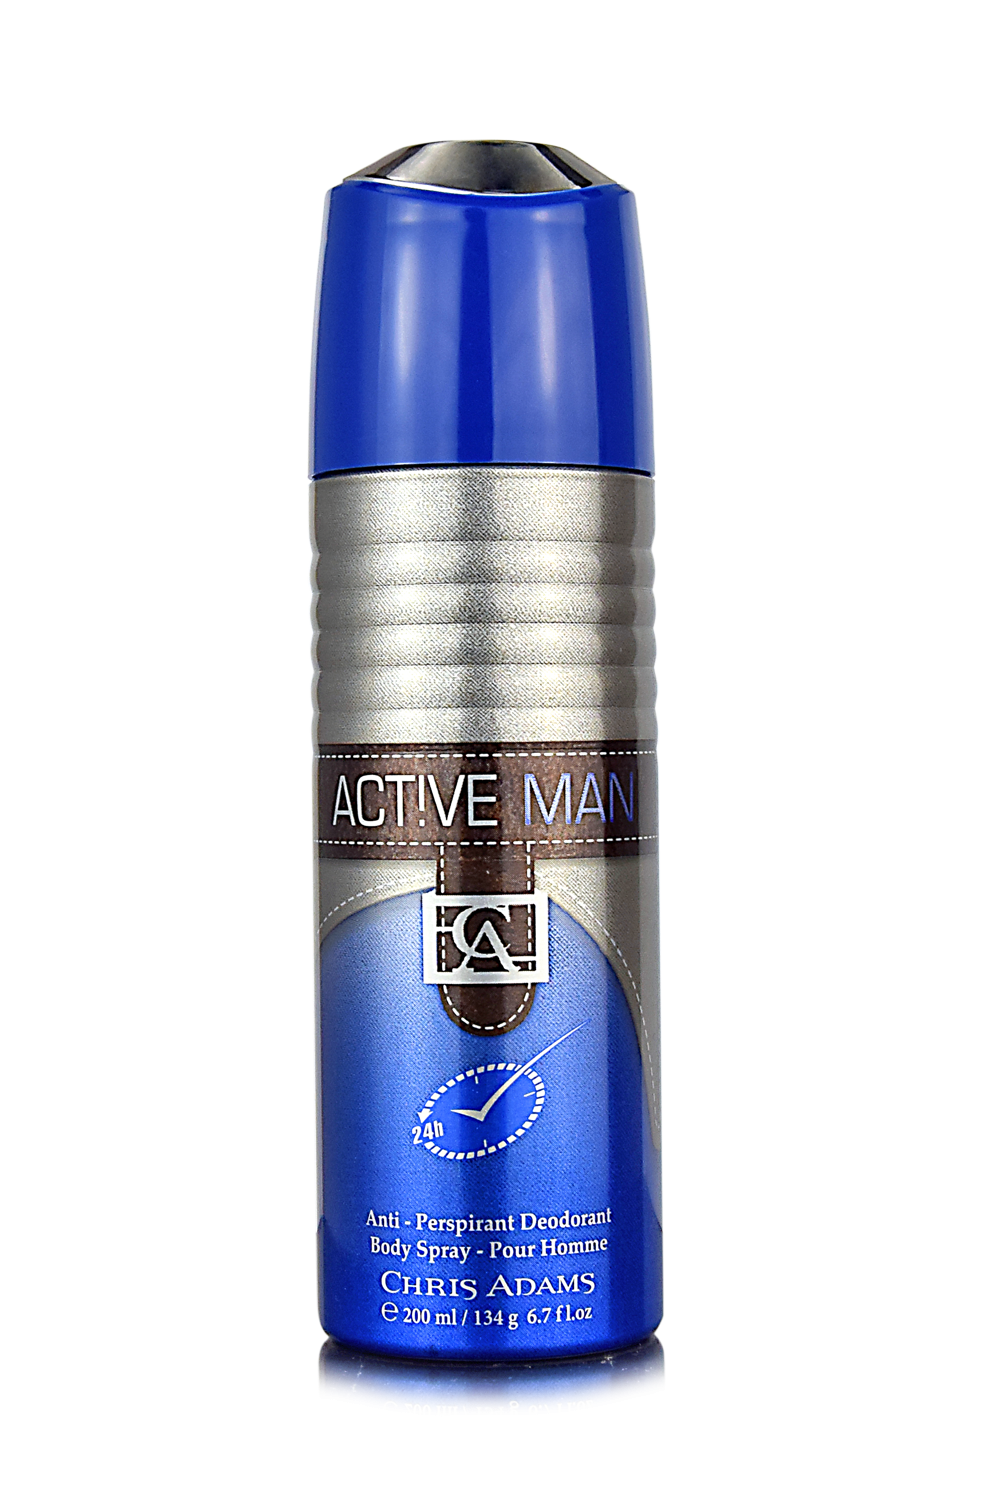 ACT!VE MAN
CA
24h
Anti - Perspirant Deodorant
Body Spray - Pour Homme
CHRIS ADAMS
℮ 200 ml / 134 g 6.7 fl.oz